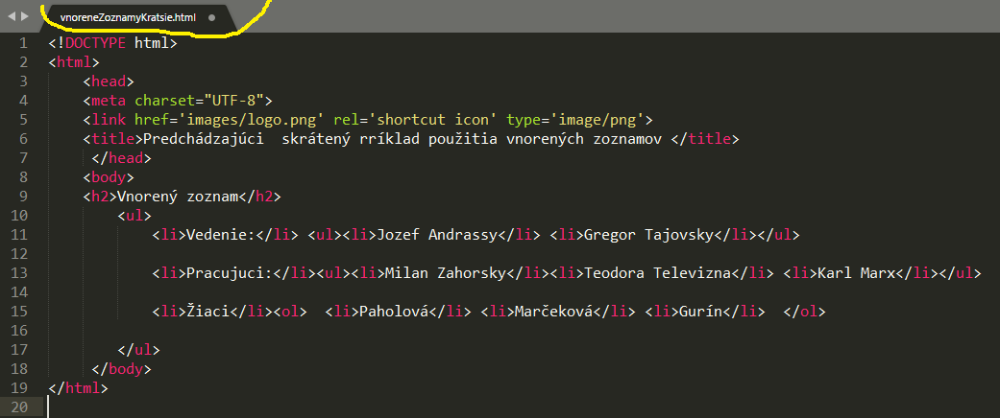 vnoreneZoznamyKratsie.html
1 <!DOCTYPE html>
2 <html>
3 <head>
4 <meta charset="UTF-8">
5 <link href='images/logo.png' rel='shortcut icon' type='image/png'>
6 <title>Predchádzajúci  skrátený rríklad použitia vnorených zoznamov </title>
7 </head>
8 <body>
9 <h2>Vnorený zoznam</h2>
10 <ul>
11 <li>Vedenie:</li> <ul><li>Jozef Andrassy</li> <li>Gregor Tajovsky</li></ul>
12
13 <li>Pracujuci:</li><ul><li>Milan Zahorsky</li><li>Teodora Televizna</li> <li>Karl Marx</li></ul>
14
15 <li>Žiaci</li><ol>  <li>Paholová</li> <li>Marčeková</li> <li>Gurín</li>  </ol>
16
17 </ul>
18 </body>
19 </html>
20